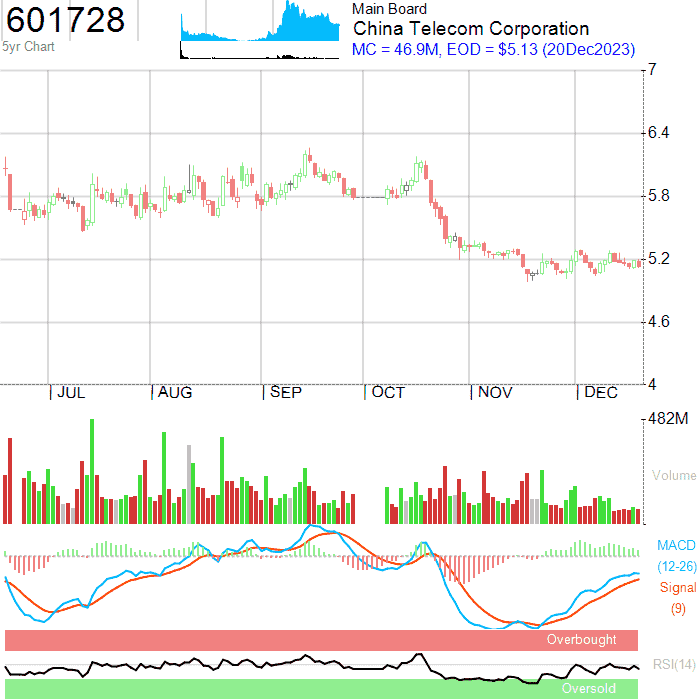 601728
5yr Chart
Main Board
China Telecom Corporation
MC = 46.9M, EOD = $5.13 (20Dec2023)
7
6.4
5.8
5.2
4.6
4
JUL AUG SEP OCT NOV DEC
482M
Volume
MACD
(12-26)
Signal
(9)
Overbought
RSI(14)
Oversold